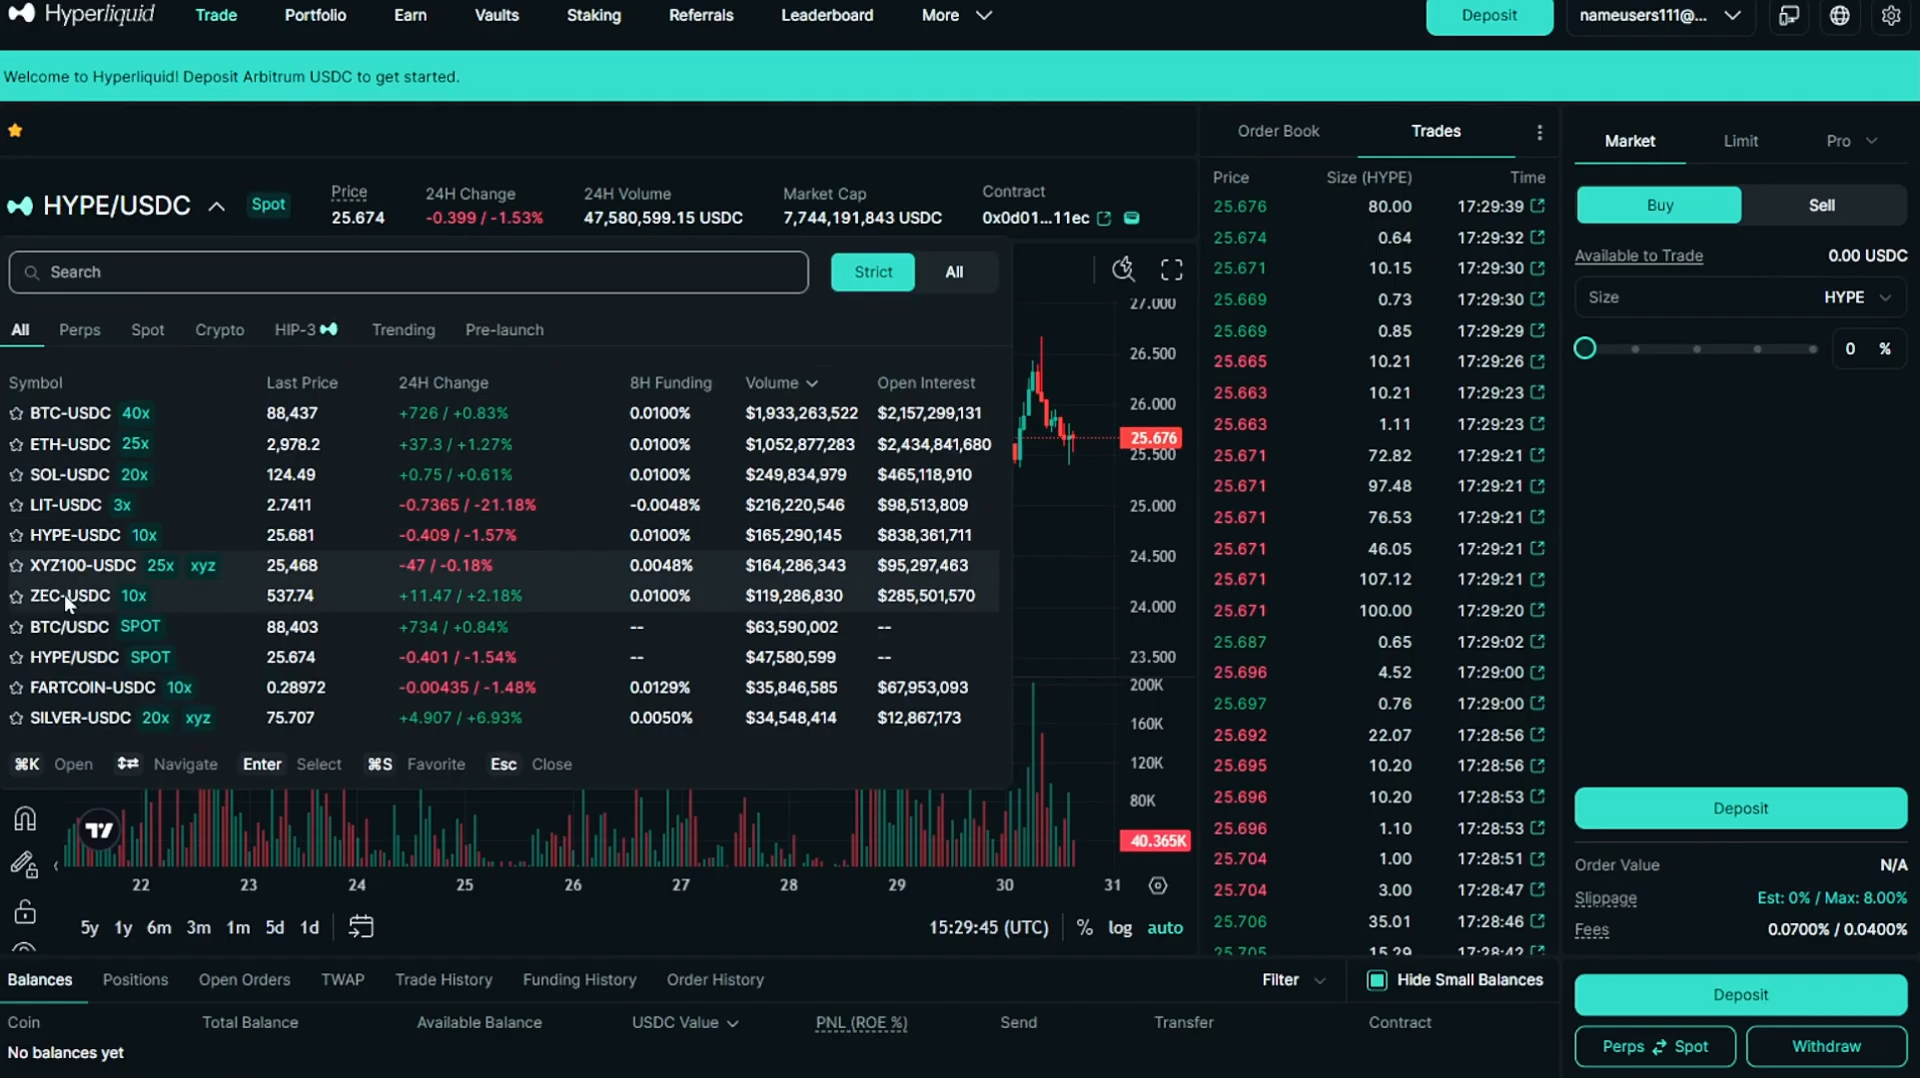 Hyperliquid Trade Portfolio Earn Vaults Staking Referrals Leaderboard More Deposit nameusers111@...
Welcome to Hyperliquid! Deposit Arbitrum USDC to get started.
HYPE/USDC Spot
Price
25.674
24H Change
-0.399 / -1.53%
24H Volume
47,580,599.15 USDC
Market Cap
7,744,191,843 USDC
Contract
0x0d01...11ec
Search Strict All
All Perps Spot Crypto HIP-3 Trending Pre-launch
Symbol Last Price 24H Change 8H Funding Volume Open Interest
BTC-USDC 40x 88,437 +726 / +0.83% 0.0100% $1,933,263,522 $2,157,299,131
ETH-USDC 25x 2,978.2 +37.3 / +1.27% 0.0100% $1,052,877,283 $2,434,841,680
SOL-USDC 20x 124.49 +0.75 / +0.61% 0.0100% $249,834,979 $465,118,910
LIT-USDC 3x 2.7411 -0.7365 / -21.18% -0.0048% $216,220,546 $98,513,809
HYPE-USDC 10x 25.681 -0.409 / -1.57% 0.0100% $165,290,145 $838,361,711
XYZ100-USDC 25x xyz 25,468 -47 / -0.18% 0.0048% $164,286,343 $95,297,463
ZEC-USDC 10x 537.74 +11.47 / +2.18% 0.0100% $119,286,830 $285,501,570
BTC/USDC SPOT 88,403 +734 / +0.84% -- $63,590,002 --
HYPE/USDC SPOT 25.674 -0.401 / -1.54% -- $47,580,599 --
FARTCOIN-USDC 10x 0.28972 -0.00435 / -1.48% 0.0129% $35,846,585 $67,953,093
SILVER-USDC 20x xyz 75.707 +4.907 / +6.93% 0.0050% $34,548,414 $12,867,173
⌘K Open Navigate Enter Select ⌘S Favorite Esc Close
27.000
26.500
26.000
25.676
25.500
25.000
24.500
24.000
23.500
200K
160K
120K
80K
40.365K
22 23 24 25 26 27 28 29 30 31
5y 1y 6m 3m 1m 5d 1d 15:29:45 (UTC) % log auto
Order Book Trades
Price Size (HYPE) Time
25.676 80.00 17:29:39
25.674 0.64 17:29:32
25.671 10.15 17:29:30
25.669 0.73 17:29:30
25.669 0.85 17:29:29
25.665 10.21 17:29:26
25.663 10.21 17:29:23
25.663 1.11 17:29:23
25.671 72.82 17:29:21
25.671 97.48 17:29:21
25.671 76.53 17:29:21
25.671 46.05 17:29:21
25.671 107.12 17:29:21
25.671 100.00 17:29:20
25.687 0.65 17:29:02
25.696 4.52 17:29:00
25.697 0.76 17:29:00
25.692 22.07 17:28:56
25.695 10.20 17:28:56
25.696 10.20 17:28:53
25.696 1.10 17:28:53
25.704 1.00 17:28:51
25.704 3.00 17:28:47
25.706 35.01 17:28:46
25.705 15.29 17:28:42
Market Limit Pro
Buy Sell
Available to Trade 0.00 USDC
Size HYPE
0 %
Deposit
Order Value N/A
Slippage Est: 0% / Max: 8.00%
Fees 0.0700% / 0.0400%
Balances Positions Open Orders TWAP Trade History Funding History Order History Filter Hide Small Balances
Coin Total Balance Available Balance USDC Value PNL (ROE %) Send Transfer Contract
No balances yet
Deposit
Perps Spot Withdraw